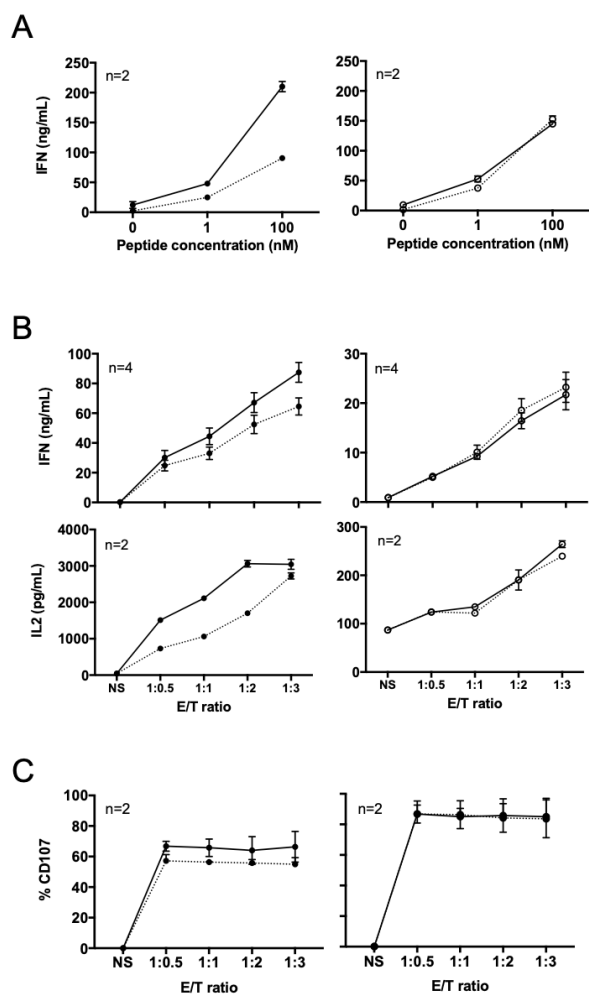 A
n=2
n=2
IFN (ng/mL)
250
200
150
100
50
0
250
200
150
100
50
0
0 1 100
0 1 100
Peptide concentration (nM)
Peptide concentration (nM)
B
n=4
n=4
IFN (ng/mL)
100
80
60
40
20
0
30
20
10
0
n=2
n=2
IL2 (pg/mL)
4000
3000
2000
1000
0
300
200
100
0
NS 1:0.5 1:1 1:2 1:3
NS 1:0.5 1:1 1:2 1:3
E/T ratio
E/T ratio
C
n=2
n=2
% CD107
100
80
60
40
20
0
NS 1:0.5 1:1 1:2 1:3
NS 1:0.5 1:1 1:2 1:3
E/T ratio
E/T ratio